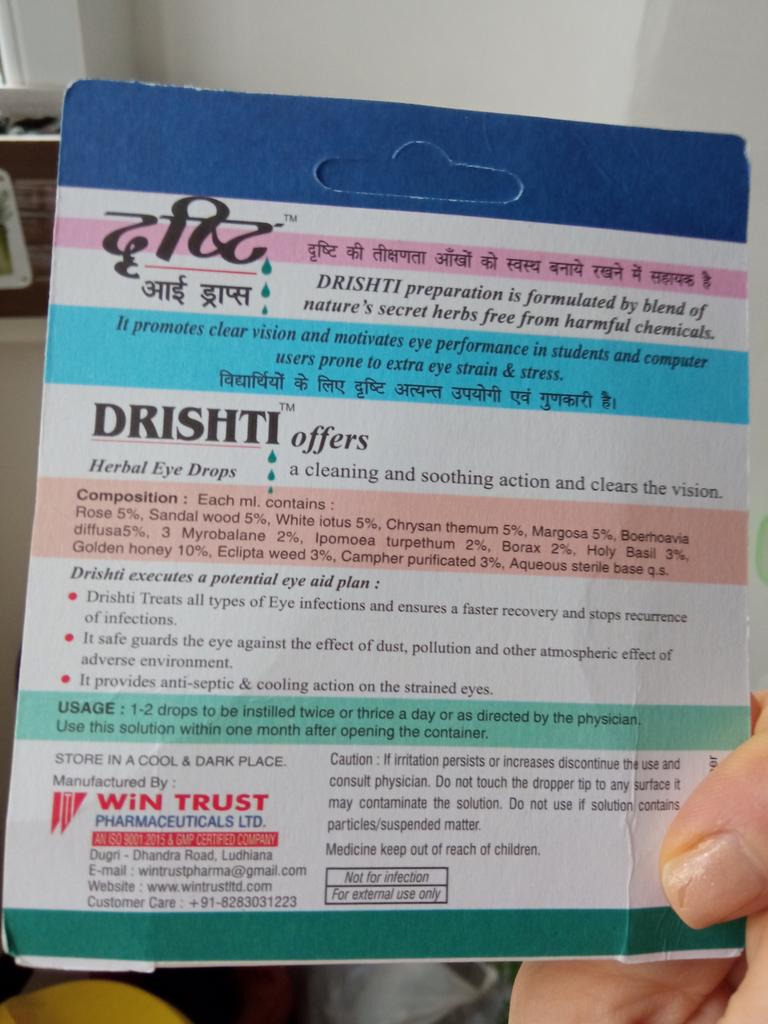 दृष्टि™
आई ड्राप्स
दृष्टि की तीक्षणता आँखों को स्वस्थ बनाये रखने में सहायक है
DRISHTI preparation is formulated by blend of
nature's secret herbs free from harmful chemicals.
It promotes clear vision and motivates eye performance in students and computer
users prone to extra eye strain & stress.
विद्यार्थियों के लिए दृष्टि अत्यन्त उपयोगी एवं गुणकारी है।
DRISHTI™ offers
Herbal Eye Drops
a cleaning and soothing action and clears the vision.
Composition : Each ml. contains :
Rose 5%, Sandal wood 5%, White iotus 5%, Chrysan themum 5%, Margosa 5%, Boerhoavia
diffusa5%, 3 Myrobalane 2%, Ipomoea turpethum 2%, Borax 2%, Holy Basil 3%,
Golden honey 10%, Eclipta weed 3%, Campher purificated 3%, Aqueous sterile base q.s.
Drishti executes a potential eye aid plan :
• Drishti Treats all types of Eye infections and ensures a faster recovery and stops recurrence
of infections.
• It safe guards the eye against the effect of dust, pollution and other atmospheric effect of
adverse environment.
• It provides anti-septic & cooling action on the strained eyes.
USAGE : 1-2 drops to be instilled twice or thrice a day or as directed by the physician.
Use this solution within one month after opening the container.
STORE IN A COOL & DARK PLACE.
Manufactured By :
WiN TRUST
PHARMACEUTICALS LTD.
AN ISO 9001:2015 & GMP CERTIFIED COMPANY
Dugri - Dhandra Road, Ludhiana
E-mail : wintrustpharma@gmail.com
Website : www.wintrustltd.com
Customer Care : +91-8283031223
Caution : If irritation persists or increases discontinue the use and
consult physician. Do not touch the dropper tip to any surface it
may contaminate the solution. Do not use if solution contains
particles/suspended matter.
Medicine keep out of reach of children.
Not for infection
For external use only